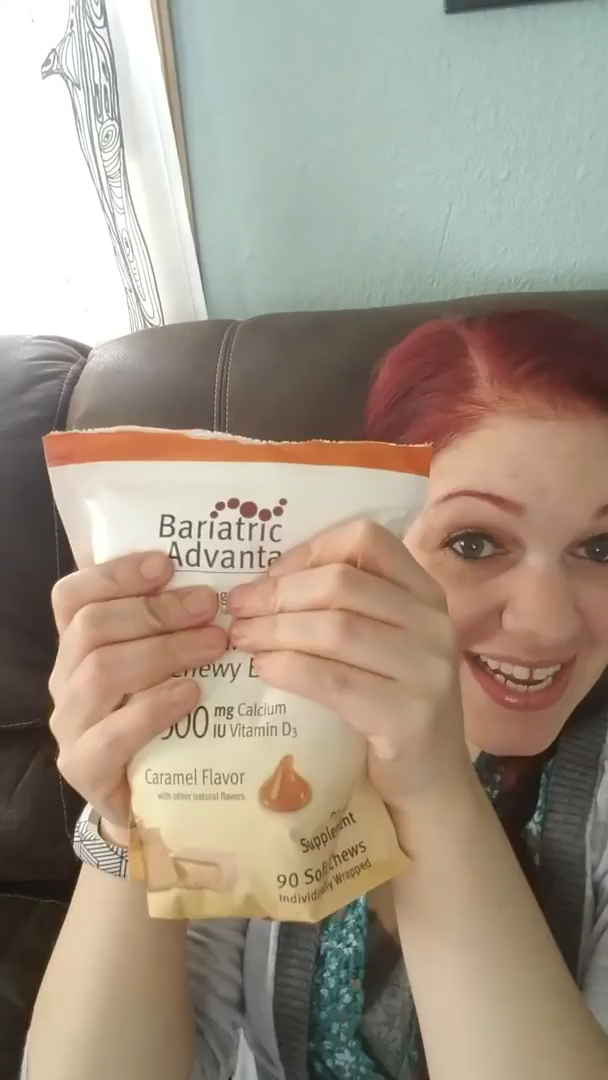 Bariatric
Advanta
hewy
00 mg Calcium
IU Vitamin D3
Caramel Flavor
with other natural flavors
Supplement
90 Soft Chews
Individually Wrapped